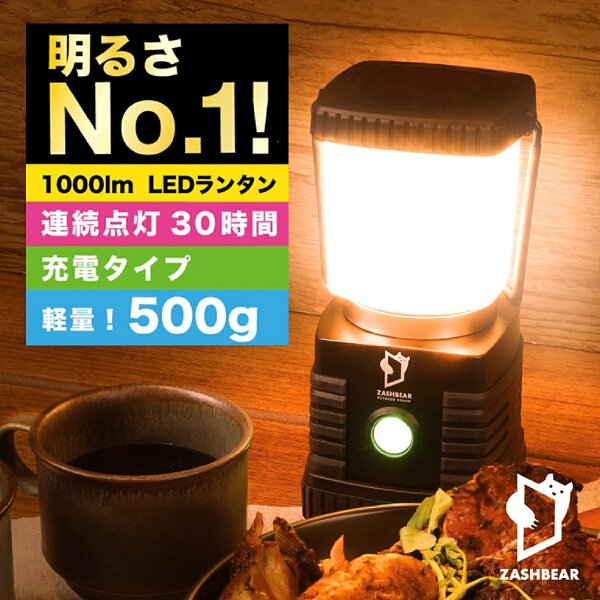 明るさ
No.1!
1000lm LEDランタン
連続点灯 30時間
充電タイプ
軽量！500g
ZASHBEAR
OUTDOOR BRAND
ZASHBEAR